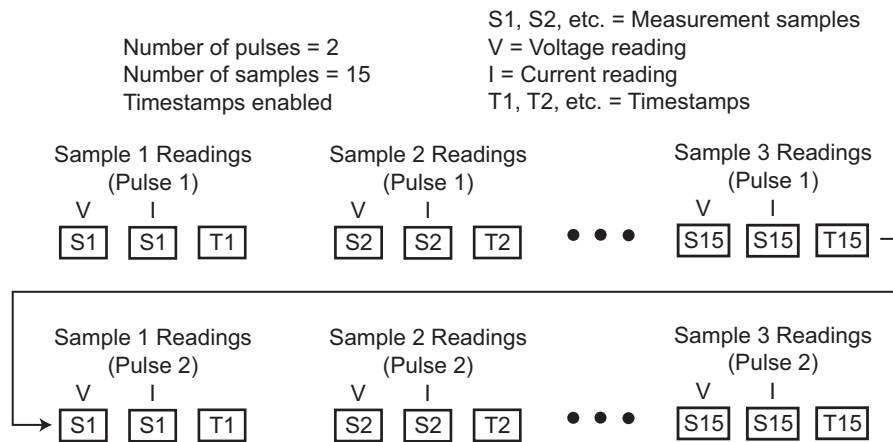 Number of pulses = 2
Number of samples = 15
Timestamps enabled
S1, S2, etc. = Measurement samples
V = Voltage reading
I = Current reading
T1, T2, etc. = Timestamps
Sample 1 Readings
(Pulse 1)
V I
S1 S1 T1
Sample 2 Readings
(Pulse 1)
V I
S2 S2 T2
Sample 3 Readings
(Pulse 1)
V I
S15 S15 T15
Sample 1 Readings
(Pulse 2)
V I
S1 S1 T1
Sample 2 Readings
(Pulse 2)
V I
S2 S2 T2
Sample 3 Readings
(Pulse 2)
V I
S15 S15 T15